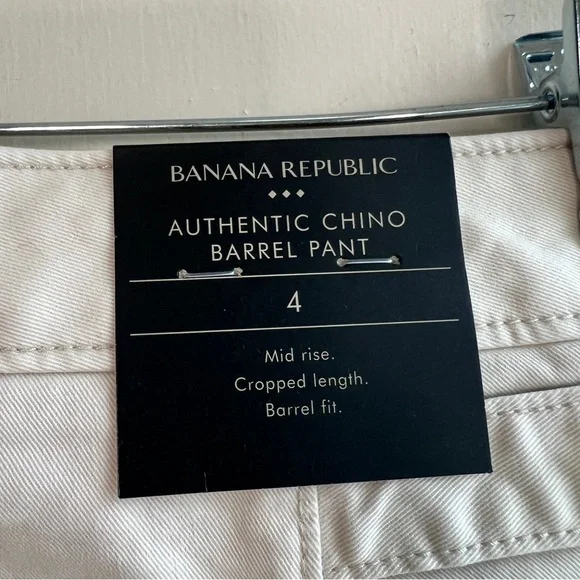 BANANA REPUBLIC
AUTHENTIC CHINO
BARREL PANT
4
Mid rise.
Cropped length.
Barrel fit.